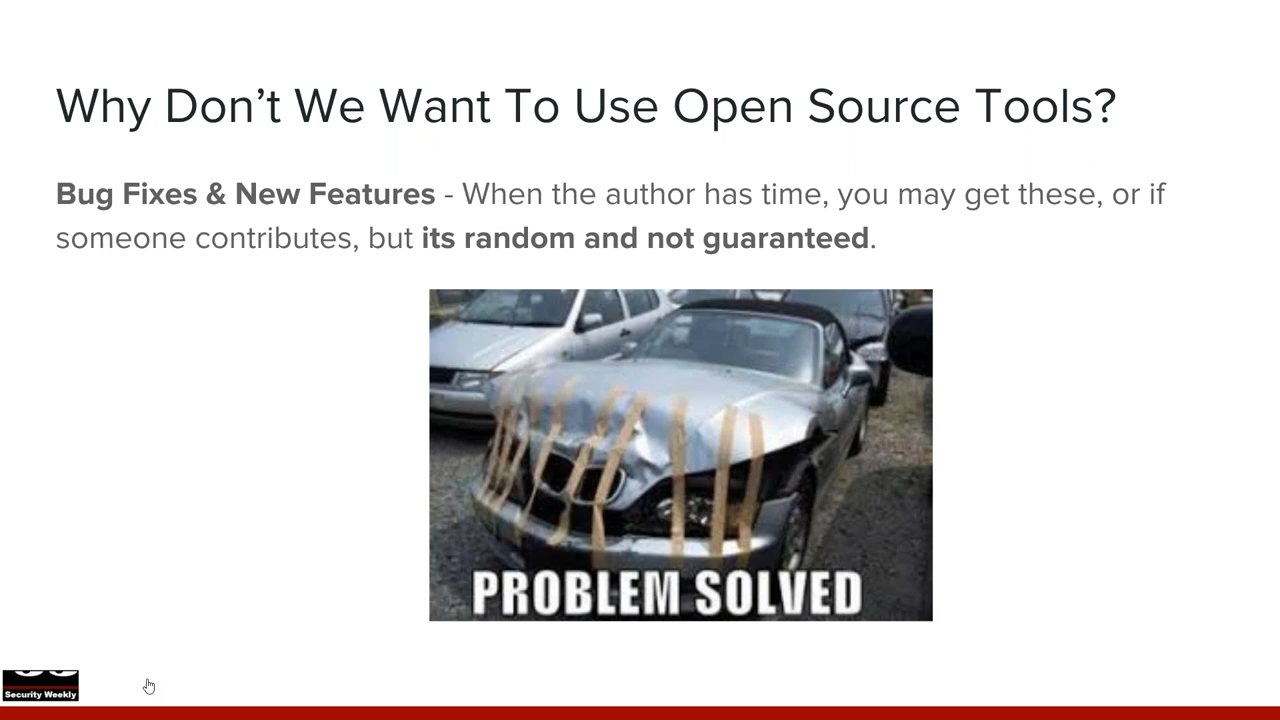 Why Don’t We Want To Use Open Source Tools?
Bug Fixes & New Features - When the author has time, you may get these, or if
someone contributes, but its random and not guaranteed.
PROBLEM SOLVED
Security Weekly